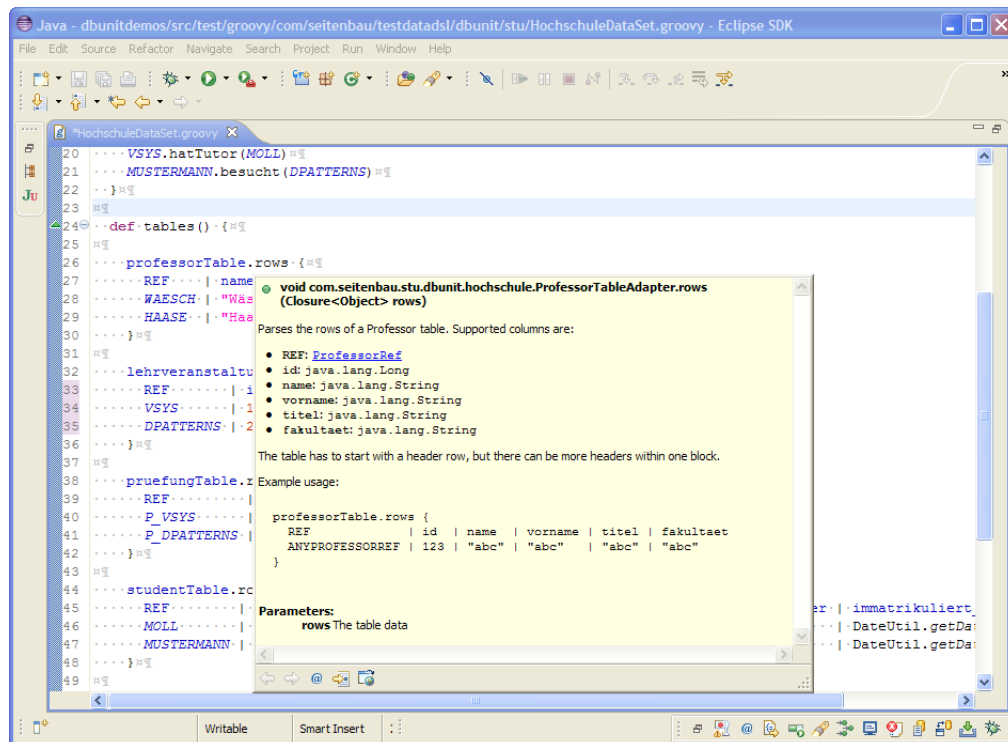 Java - dbunitdemos/src/test/groovy/com/seitenbau/testdatadsl/dbunit/stu/HochschuleDataSet.groovy - Eclipse SDK
File Edit Source Refactor Navigate Search Project Run Window Help
*HochschuleDataSet.groovy
20 ····VSYS.hatTutor(MOLL)¤¶
21 ····MUSTERMANN.besucht(DPATTERNS)¤¶
22 ··}¤¶
23 ¤¶
24 ··def·tables()·{¤¶
25 ¤¶
26 ····professorTable.rows·{¤¶
27 ······REF····|·name
28 ······WAESCH·|·"Wäs
29 ······HAASE··|·"Haa
30 ····}¤¶
31 ¤¶
32 ····lehrveranstaltu
33 ······REF·······|·i
34 ······VSYS······|·1
35 ······DPATTERNS·|·2
36 ····}¤¶
37 ¤¶
38 ····pruefungTable.r
39 ······REF·········|
40 ······P_VSYS······|
41 ······P_DPATTERNS·|
42 ····}¤¶
43 ¤¶
44 ····studentTable.ro
45 ······REF········|· er·|·immatrikuliert_
46 ······MOLL·······|· ···|·DateUtil.getDat
47 ······MUSTERMANN·|· ···|·DateUtil.getDat
48 ····}¤¶
49 ¤¶
void com.seitenbau.stu.dbunit.hochschule.ProfessorTableAdapter.rows
(Closure<Object> rows)
Parses the rows of a Professor table. Supported columns are:
• REF: ProfessorRef
• id: java.lang.Long
• name: java.lang.String
• vorname: java.lang.String
• titel: java.lang.String
• fakultaet: java.lang.String
The table has to start with a header row, but there can be more headers within one block.
Example usage:
professorTable.rows {
REF | id | name | vorname | titel | fakultaet
ANYPROFESSORREF | 123 | "abc" | "abc" | "abc" | "abc"
}
Parameters:
rows The table data
Writable Smart Insert :